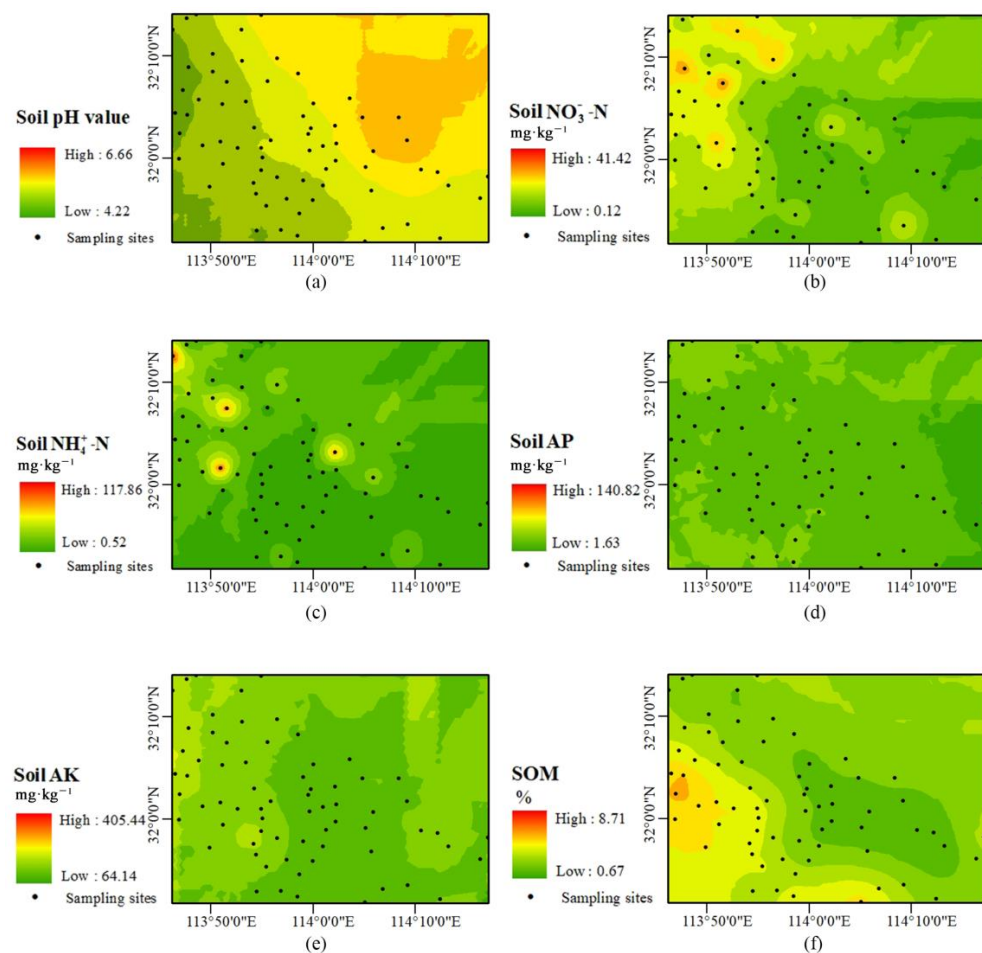 32°10'0"N
32°0'0"N
Soil pH value
High : 6.66
Low : 4.22
Sampling sites
113°50'0"E 114°0'0"E 114°10'0"E
(a)
32°10'0"N
32°0'0"N
Soil NO₃⁻-N
mg·kg⁻¹
High : 41.42
Low : 0.12
Sampling sites
113°50'0"E 114°0'0"E 114°10'0"E
(b)
32°10'0"N
32°0'0"N
Soil NH₄⁺-N
mg·kg⁻¹
High : 117.86
Low : 0.52
Sampling sites
113°50'0"E 114°0'0"E 114°10'0"E
(c)
32°10'0"N
32°0'0"N
Soil AP
mg·kg⁻¹
High : 140.82
Low : 1.63
Sampling sites
113°50'0"E 114°0'0"E 114°10'0"E
(d)
32°10'0"N
32°0'0"N
Soil AK
mg·kg⁻¹
High : 405.44
Low : 64.14
Sampling sites
113°50'0"E 114°0'0"E 114°10'0"E
(e)
32°10'0"N
32°0'0"N
SOM
%
High : 8.71
Low : 0.67
Sampling sites
113°50'0"E 114°0'0"E 114°10'0"E
(f)